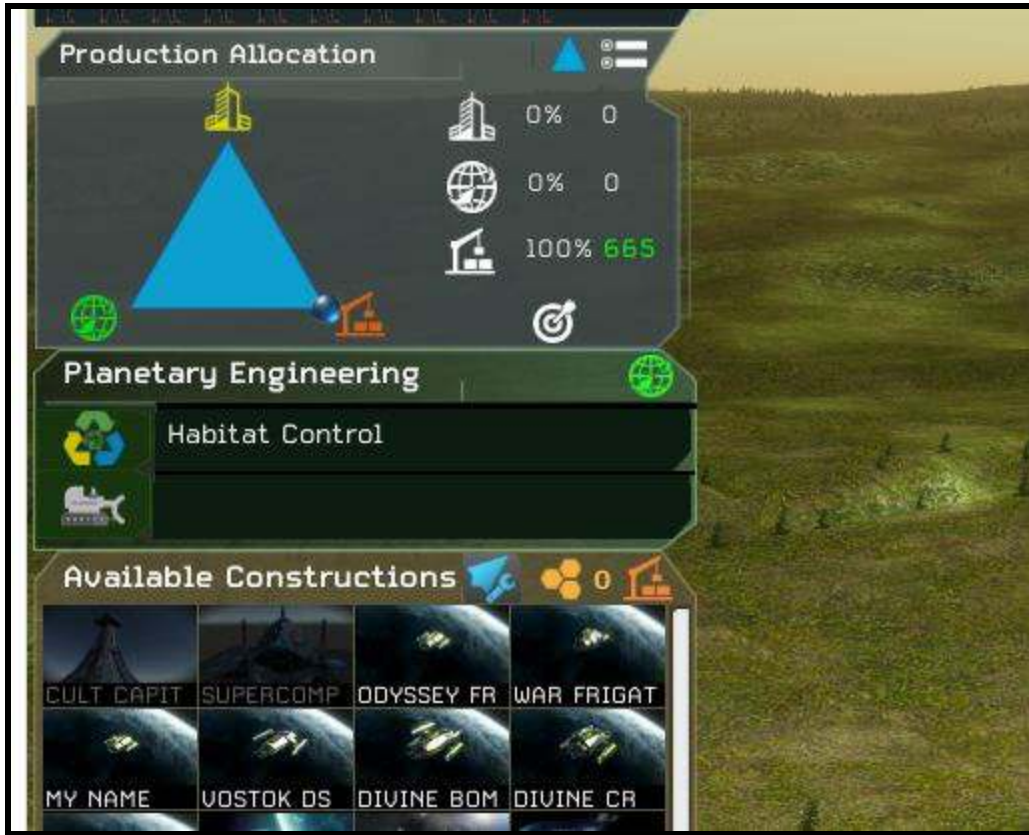 Production Allocation
0% 0
0% 0
100% 665
Planetary Engineering
Habitat Control
Available Constructions 0
CULT CAPIT SUPERCOMP ODYSSEY FR WAR FRIGAT
MY NAME VOSTOK DS DIVINE BOM DIVINE CR